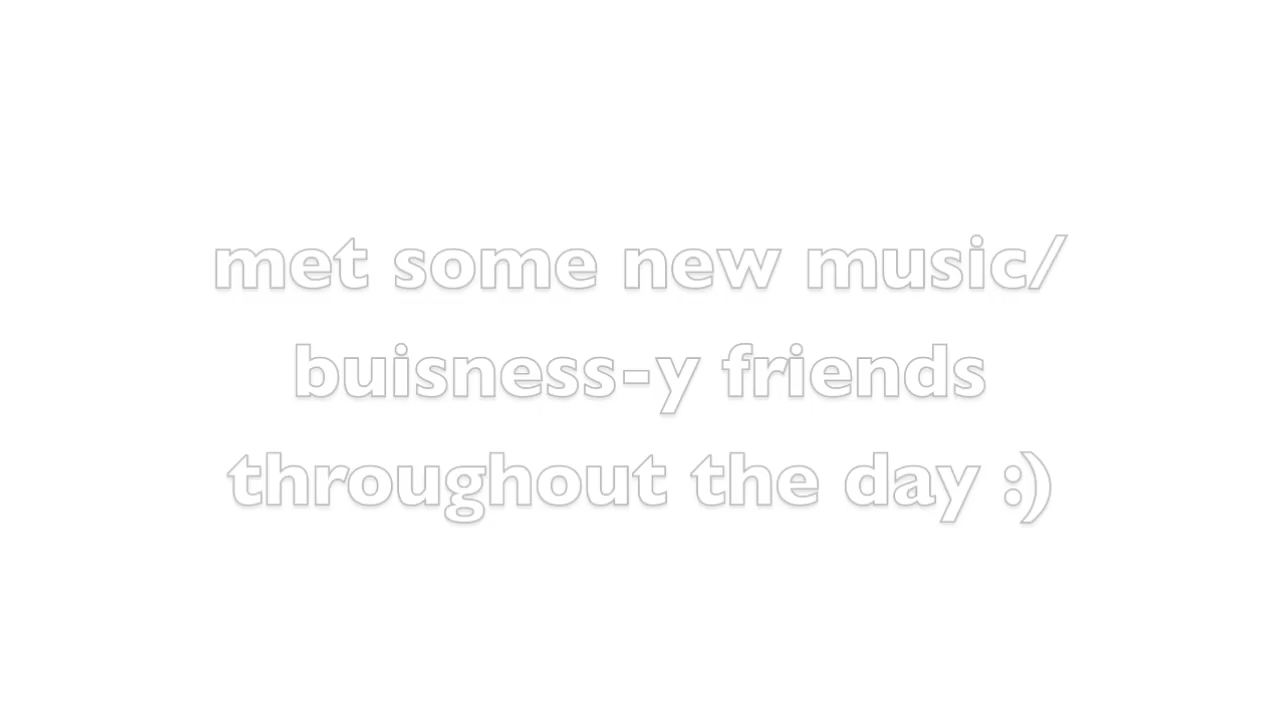 met some new music/
buisness-y friends
throughout the day :)